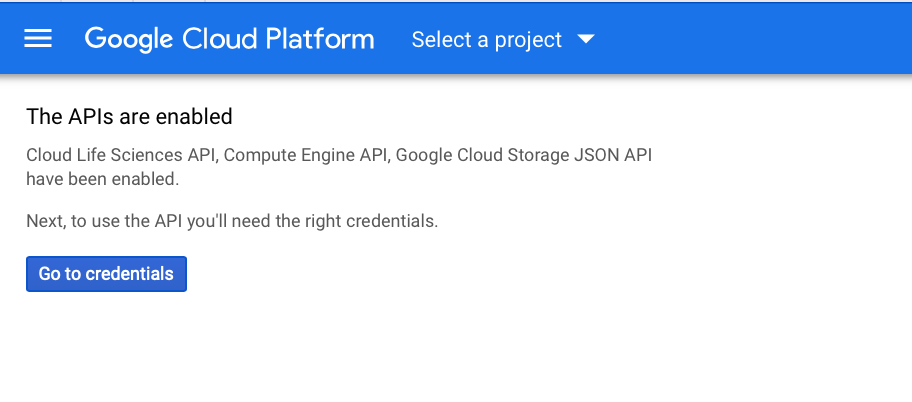 Google Cloud Platform Select a project
The APIs are enabled
Cloud Life Sciences API, Compute Engine API, Google Cloud Storage JSON API
have been enabled.
Next, to use the API you'll need the right credentials.
Go to credentials